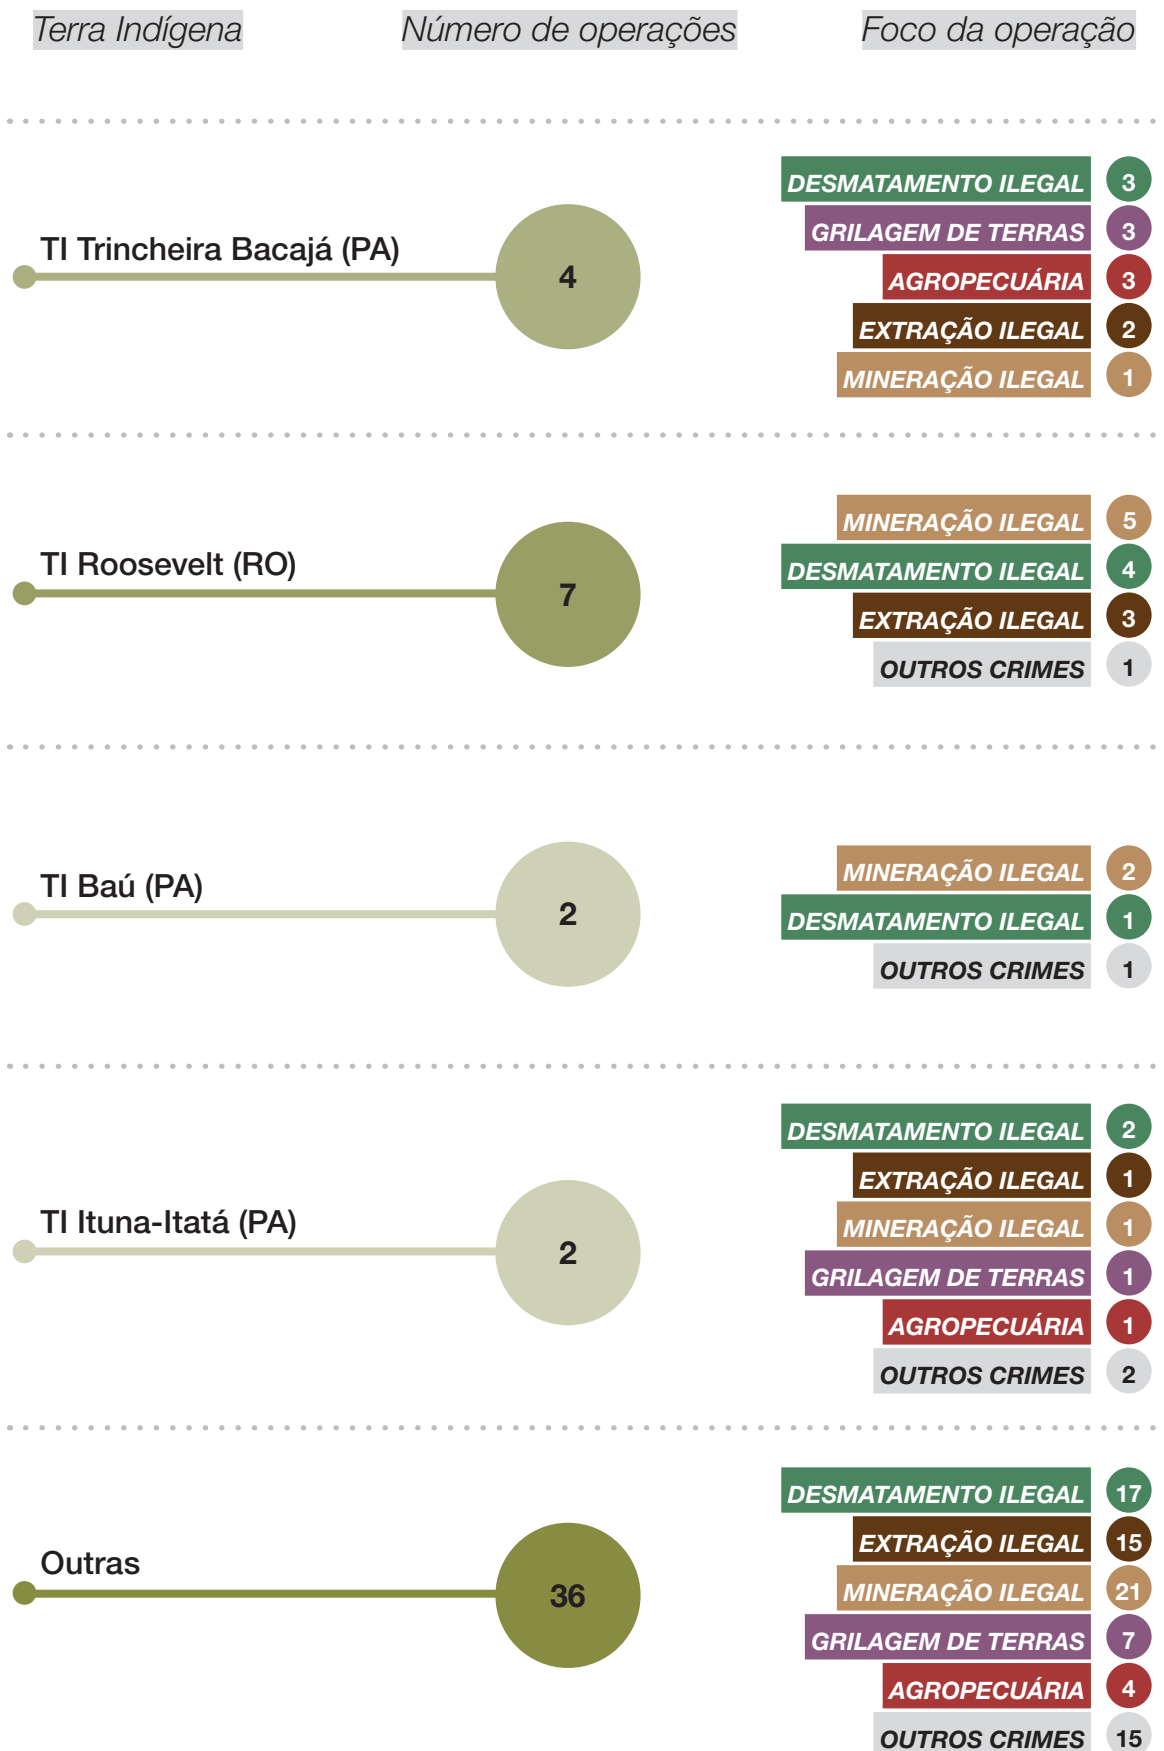 Terra Indígena Número de operações Foco da operação
TI Trincheira Bacajá (PA)
4
DESMATAMENTO ILEGAL 3
GRILAGEM DE TERRAS 3
AGROPECUÁRIA 3
EXTRAÇÃO ILEGAL 2
MINERAÇÃO ILEGAL 1
TI Roosevelt (RO)
7
MINERAÇÃO ILEGAL 5
DESMATAMENTO ILEGAL 4
EXTRAÇÃO ILEGAL 3
OUTROS CRIMES 1
TI Baú (PA)
2
MINERAÇÃO ILEGAL 2
DESMATAMENTO ILEGAL 1
OUTROS CRIMES 1
TI Ituna-Itatá (PA)
2
DESMATAMENTO ILEGAL 2
EXTRAÇÃO ILEGAL 1
MINERAÇÃO ILEGAL 1
GRILAGEM DE TERRAS 1
AGROPECUÁRIA 1
OUTROS CRIMES 2
Outras
36
DESMATAMENTO ILEGAL 17
EXTRAÇÃO ILEGAL 15
MINERAÇÃO ILEGAL 21
GRILAGEM DE TERRAS 7
AGROPECUÁRIA 4
OUTROS CRIMES 15